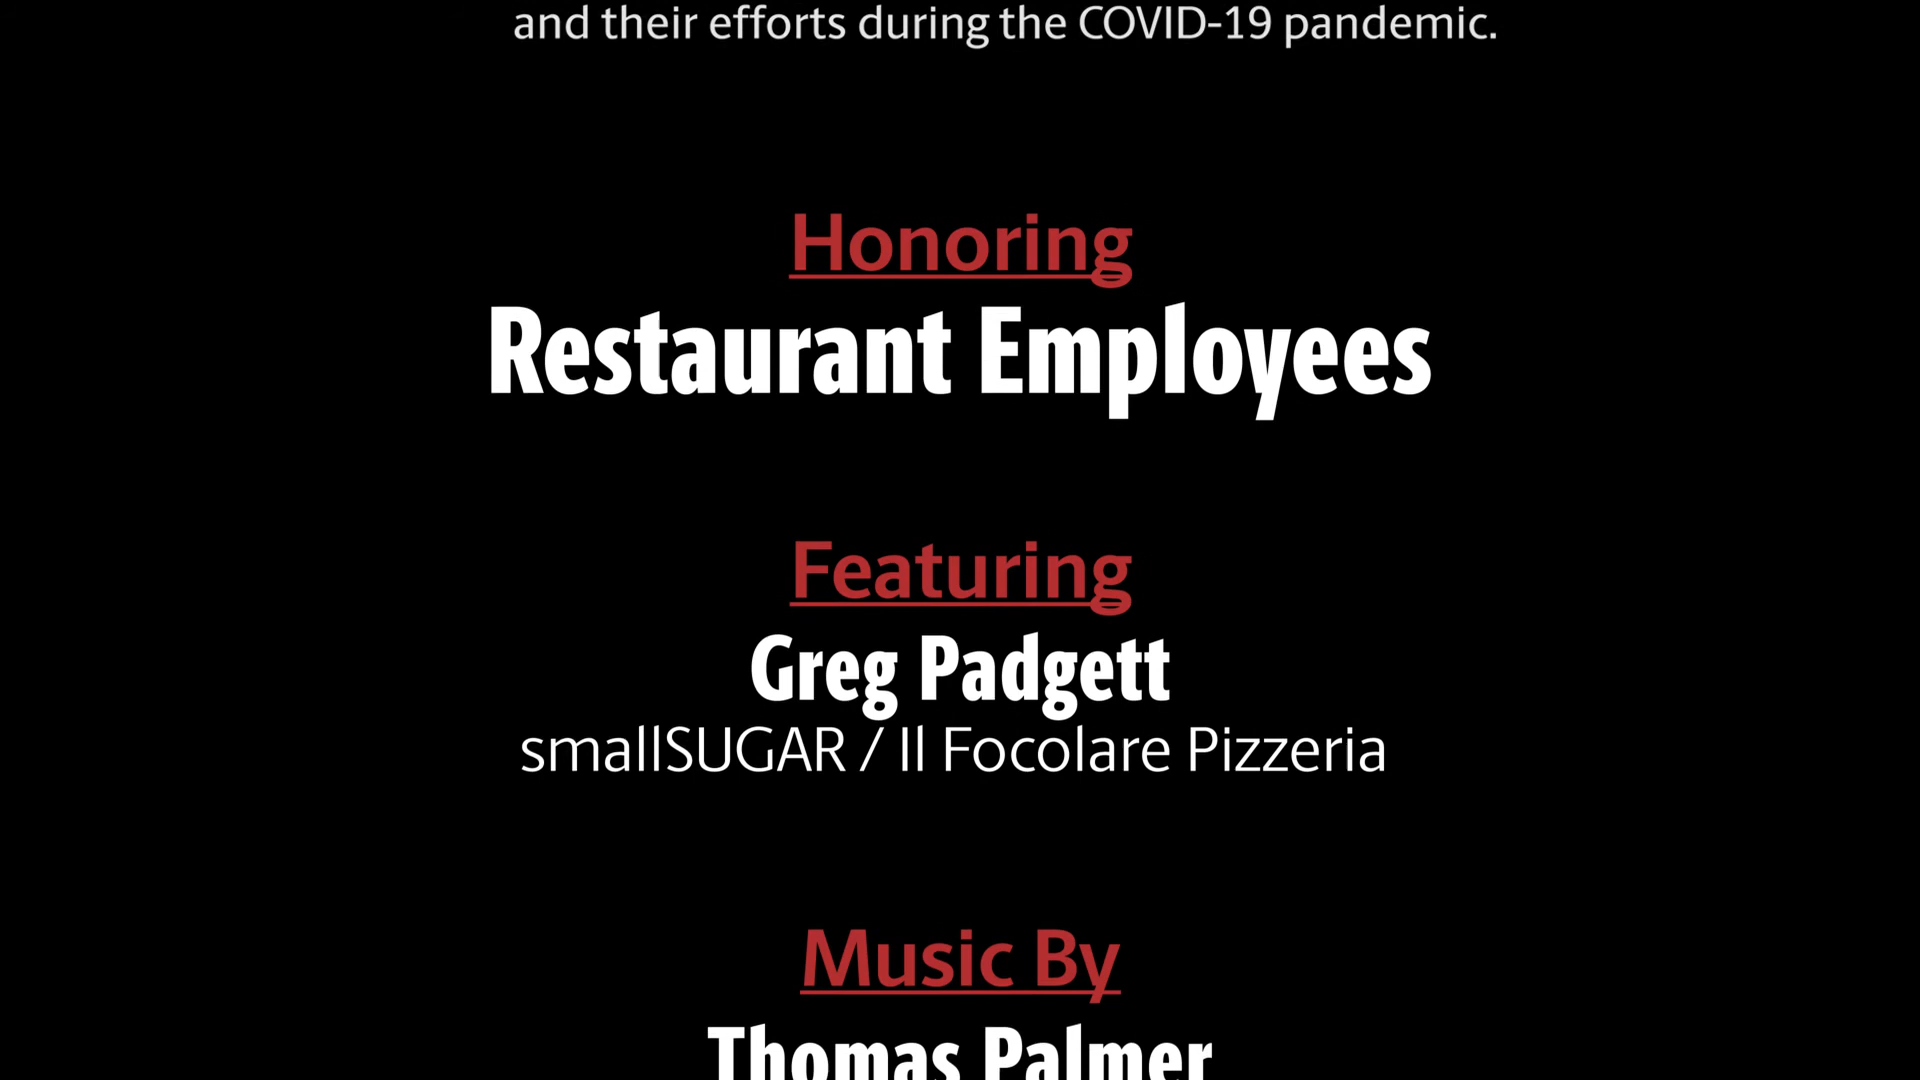 and their efforts during the COVID-19 pandemic.
Honoring
Restaurant Employees
Featuring
Greg Padgett
smallSUGAR / Il Focolare Pizzeria
Music By
Thomas Palmer